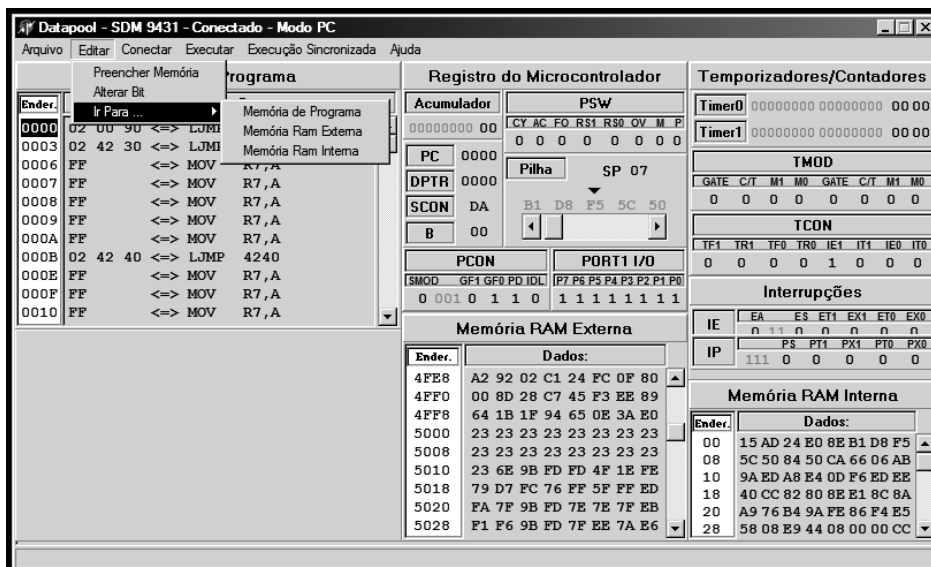 Datapool - SDM 9431 - Conectado - Modo PC
Arquivo Editar Conectar Executar Execução Sincronizada Ajuda
Preencher Memória
Alterar Bit
Ir Para ...
Memória de Programa
Memória Ram Externa
Memória Ram Interna
Programa
Ender.
0000 02 00 90 <=> LJMP
0003 02 42 30 <=> LJMP
0006 FF <=> MOV R7,A
0007 FF <=> MOV R7,A
0008 FF <=> MOV R7,A
0009 FF <=> MOV R7,A
000A FF <=> MOV R7,A
000B 02 42 40 <=> LJMP 4240
000E FF <=> MOV R7,A
000F FF <=> MOV R7,A
0010 FF <=> MOV R7,A
Registro do Microcontrolador
Acumulador
00000000 00
PC 0000
DPTR 0000
SCON DA
B 00
PSW
CY AC FO RS1 RS0 OV M P
0 0 0 0 0 0 0 0
Pilha SP 07
B1 D8 F5 5C 50
PCON
SMOD GF1 GF0 PD IDL
0 001 0 1 1 0
PORT1 I/O
P7 P6 P5 P4 P3 P2 P1 P0
1 1 1 1 1 1 1 1
Memória RAM Externa
Ender. Dados:
4FE8 A2 92 02 C1 24 FC 0F 80
4FF0 00 8D 28 C7 45 F3 EE 89
4FF8 64 1B 1F 94 65 0E 3A E0
5000 23 23 23 23 23 23 23 23
5008 23 23 23 23 23 23 23 23
5010 23 6E 9B FD FD 4F 1E FE
5018 79 D7 FC 76 FF 5F FF ED
5020 FA 7F 9B FD 7E 7E 7F EB
5028 F1 F6 9B FD 7F EE 7A E6
Temporizadores/Contadores
Timer0 00000000 00000000 00 00
Timer1 00000000 00000000 00 00
TMOD
GATE C/T M1 M0 GATE C/T M1 M0
0 0 0 0 0 0 0 0
TCON
TF1 TR1 TF0 TR0 IE1 IT1 IE0 IT0
0 0 0 0 1 0 0 0
Interrupções
IE
EA ES ET1 EX1 ET0 EX0
0 11 0 0 0 0 0
IP
PS PT1 PX1 PT0 PX0
111 0 0 0 0 0
Memória RAM Interna
Ender. Dados:
00 15 AD 24 E0 8E B1 D8 F5
08 5C 50 84 50 CA 66 06 AB
10 9A ED A8 E4 0D F6 ED EE
18 40 CC 82 80 8E E1 8C 8A
20 A9 76 B4 9A FE 86 F4 E5
28 58 08 E9 44 08 00 00 CC